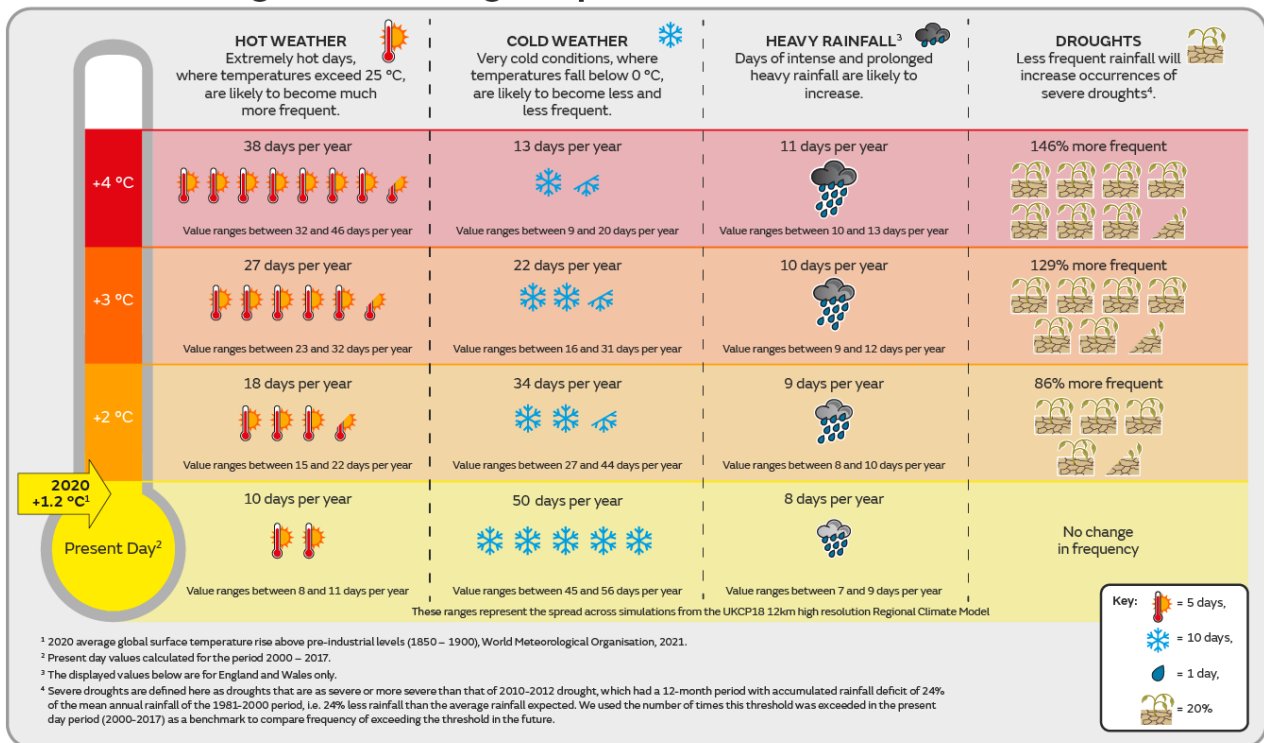 HOT WEATHER
Extremely hot days,
where temperatures exceed 25 °C,
are likely to become much
more frequent.
COLD WEATHER
Very cold conditions, where
temperatures fall below 0 °C,
are likely to become less and
less frequent.
HEAVY RAINFALL³
Days of intense and prolonged
heavy rainfall are likely to
increase.
DROUGHTS
Less frequent rainfall will
increase occurrences of
severe droughts⁴.
+4 °C
38 days per year
Value ranges between 32 and 46 days per year
13 days per year
Value ranges between 9 and 20 days per year
11 days per year
Value ranges between 10 and 13 days per year
146% more frequent
+3 °C
27 days per year
Value ranges between 23 and 32 days per year
22 days per year
Value ranges between 16 and 31 days per year
10 days per year
Value ranges between 9 and 12 days per year
129% more frequent
+2 °C
18 days per year
Value ranges between 15 and 22 days per year
34 days per year
Value ranges between 27 and 44 days per year
9 days per year
Value ranges between 8 and 10 days per year
86% more frequent
2020
+1.2 °C¹
Present Day²
10 days per year
Value ranges between 8 and 11 days per year
50 days per year
Value ranges between 45 and 56 days per year
8 days per year
Value ranges between 7 and 9 days per year
No change
in frequency
These ranges represent the spread across simulations from the UKCP18 12km high resolution Regional Climate Model
Key:
= 5 days,
= 10 days,
= 1 day,
= 20%
¹ 2020 average global surface temperature rise above pre-industrial levels (1850 – 1900), World Meteorological Organisation, 2021.
² Present day values calculated for the period 2000 – 2017.
³ The displayed values below are for England and Wales only.
⁴ Severe droughts are defined here as droughts that are as severe or more severe than that of 2010-2012 drought, which had a 12-month period with accumulated rainfall deficit of 24%
of the mean annual rainfall of the 1981-2000 period, i.e. 24% less rainfall than the average rainfall expected. We used the number of times this threshold was exceeded in the present
day period (2000-2017) as a benchmark to compare frequency of exceeding the threshold in the future.